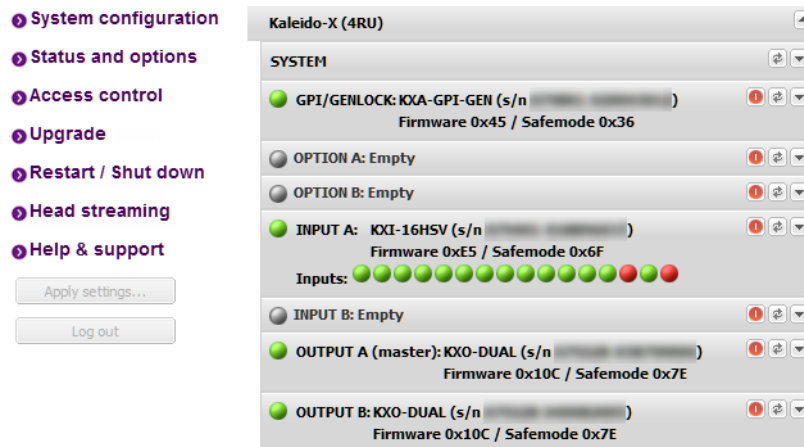 System configuration
Status and options
Access control
Upgrade
Restart / Shut down
Head streaming
Help & support
Apply settings...
Log out
Kaleido-X (4RU)
SYSTEM
GPI/GENLOCK: KXA-GPI-GEN (s/n )
Firmware 0x45 / Safemode 0x36
OPTION A: Empty
OPTION B: Empty
INPUT A: KXI-16HSV (s/n )
Firmware 0xE5 / Safemode 0x6F
Inputs:
INPUT B: Empty
OUTPUT A (master): KXO-DUAL (s/n )
Firmware 0x10C / Safemode 0x7E
OUTPUT B: KXO-DUAL (s/n )
Firmware 0x10C / Safemode 0x7E